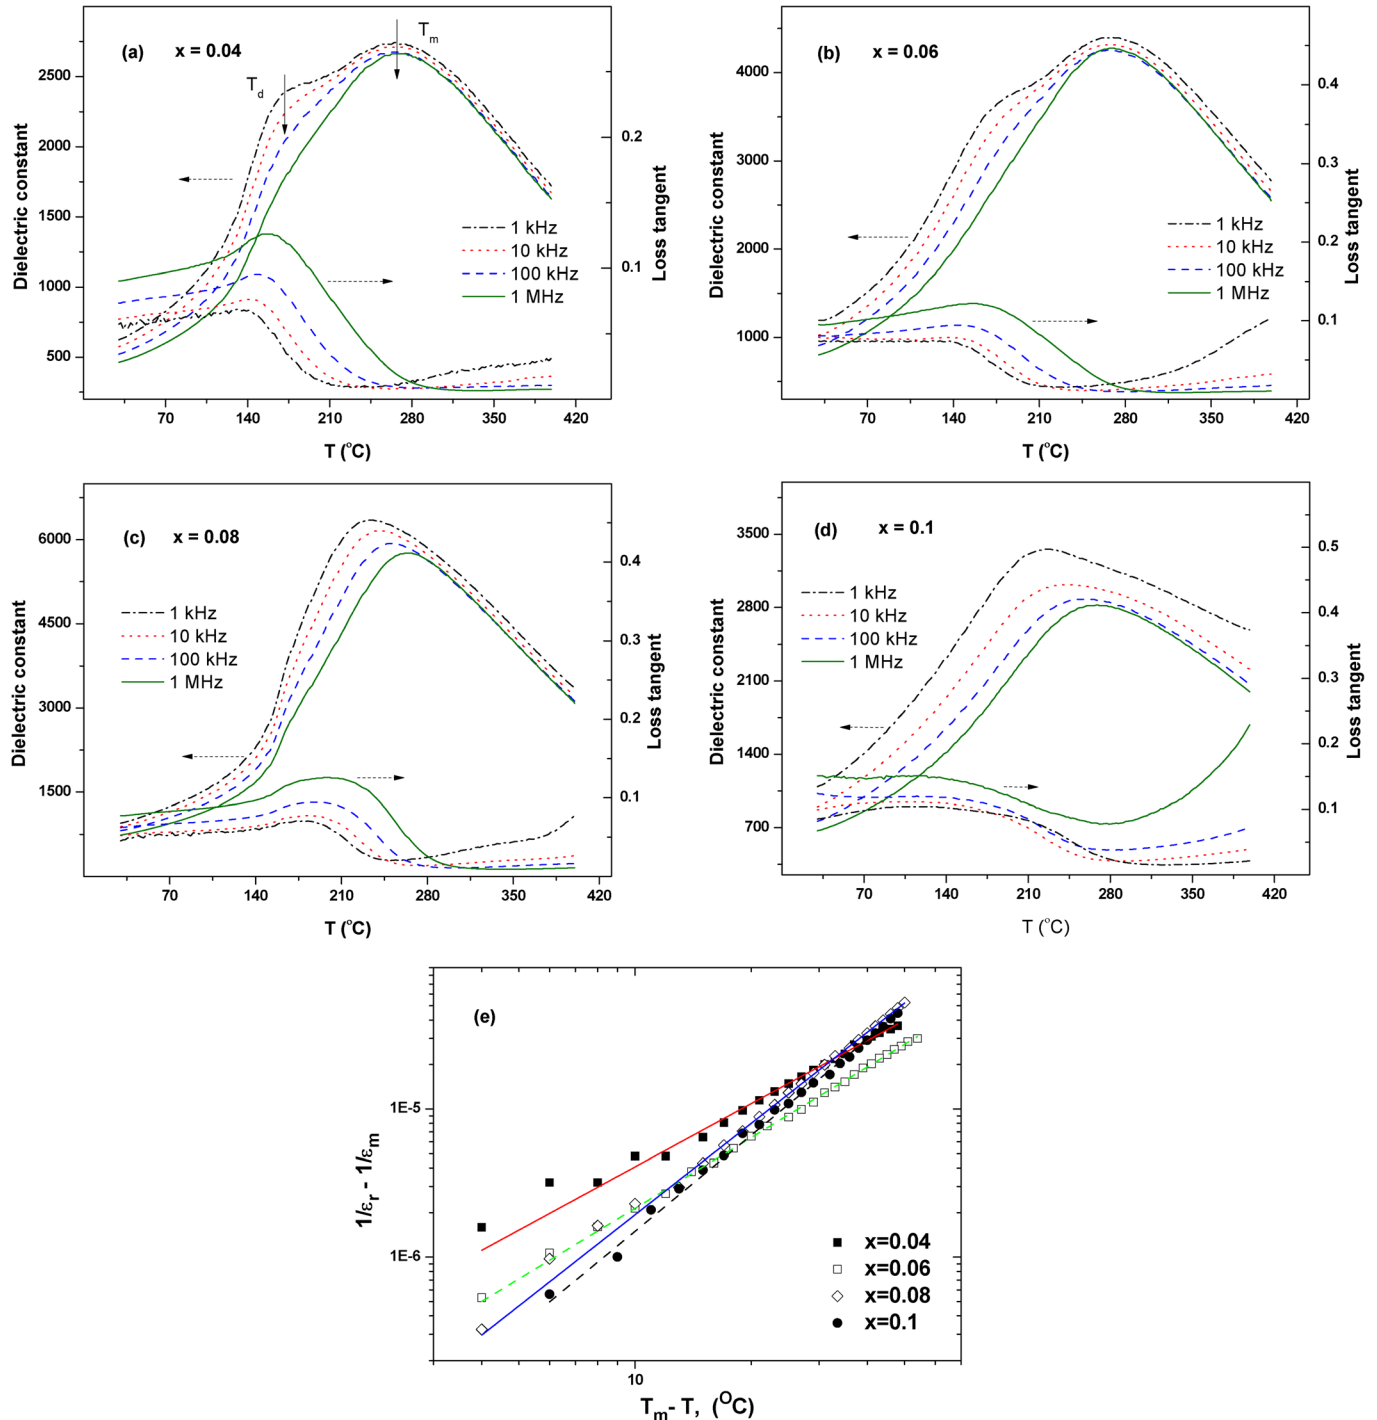 (a)
x = 0.04
T_m
T_d
2500
2000
1500
1000
500
0.2
0.1
Dielectric constant
Loss tangent
1 kHz
10 kHz
100 kHz
1 MHz
70
140
210
280
350
420
T (°C)
(b)
x = 0.06
4000
3000
2000
1000
0.4
0.3
0.2
0.1
Dielectric constant
Loss tangent
1 kHz
10 kHz
100 kHz
1 MHz
70
140
210
280
350
420
T (°C)
(c)
x = 0.08
6000
4500
3000
1500
0.4
0.3
0.2
0.1
Dielectric constant
Loss tangent
1 kHz
10 kHz
100 kHz
1 MHz
70
140
210
280
350
420
T (°C)
(d)
x = 0.1
3500
2800
2100
1400
700
0.5
0.4
0.3
0.2
0.1
Dielectric constant
Loss tangent
1 kHz
10 kHz
100 kHz
1 MHz
70
140
210
280
350
420
T (°C)
(e)
1E-5
1E-6
1/ε_r - 1/ε_m
x=0.04
x=0.06
x=0.08
x=0.1
10
T_m - T, (°C)